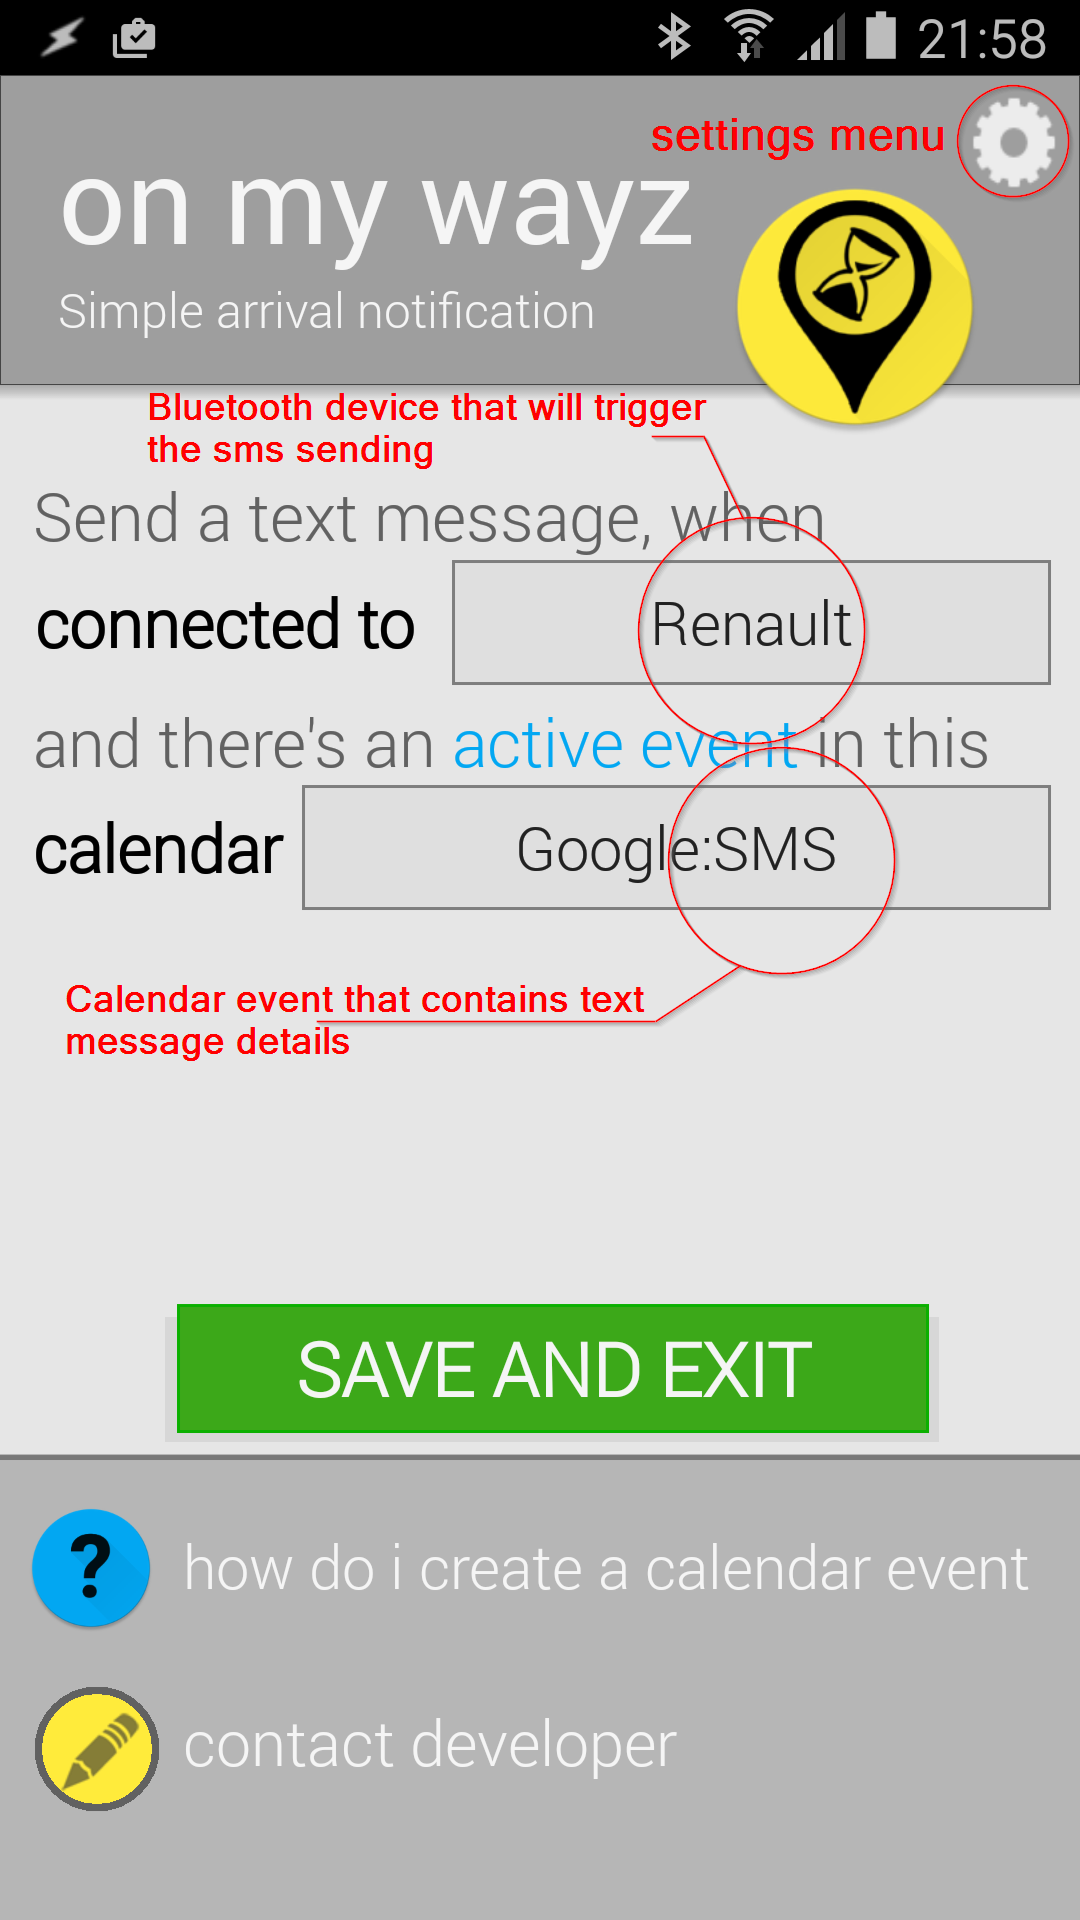 21:58
settings menu
on my wayz
Simple arrival notification
Bluetooth device that will trigger
the sms sending
Send a text message, when
connected to Renault
and there's an active event in this
calendar Google:SMS
Calendar event that contains text
message details
SAVE AND EXIT
? how do i create a calendar event
contact developer